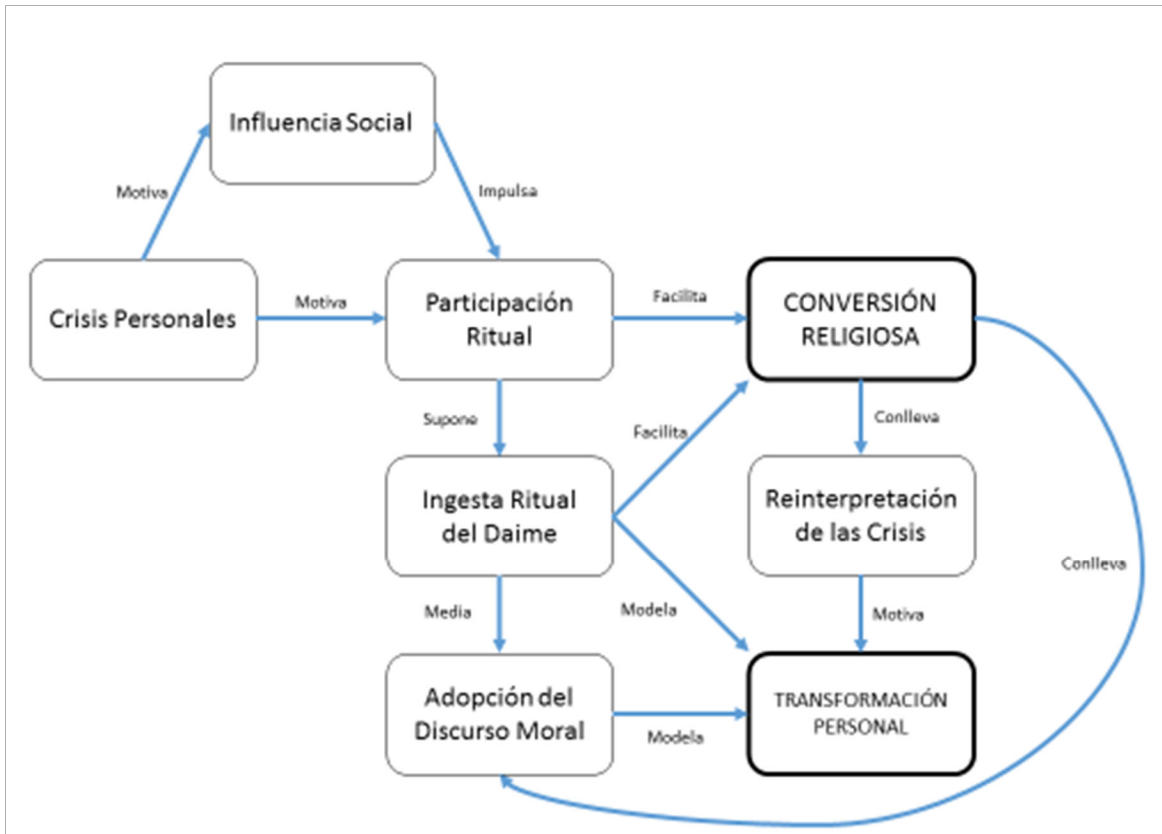 Influencia Social
Motiva
Impulsa
Crisis Personales
Motiva
Participación
Ritual
Facilita
CONVERSIÓN
RELIGIOSA
Supone
Facilita
Conlleva
Ingesta Ritual
del Daime
Reinterpretación
de las Crisis
Conlleva
Media
Modela
Motiva
Adopción del
Discurso Moral
Modela
TRANSFORMACIÓN
PERSONAL